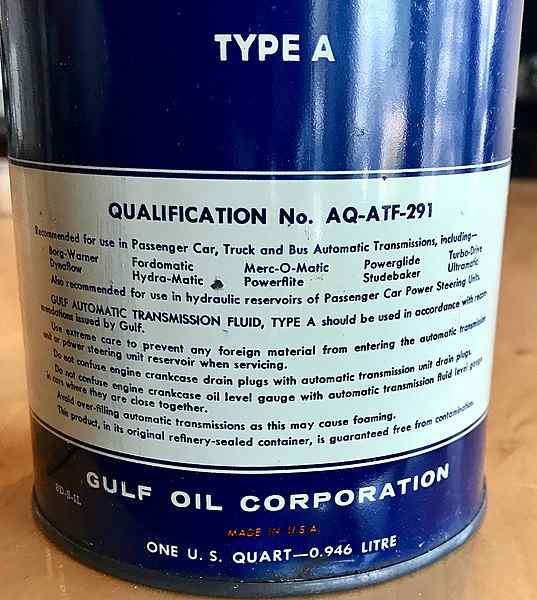 TYPE A
QUALIFICATION No. AQ-ATF-291
Recommended for use in Passenger Car, Truck and Bus Automatic Transmissions, including—
Borg-Warner Fordomatic Merc-O-Matic Powerglide Turbo-Drive
Dynaflow Hydra-Matic Powerflite Studebaker Ultramatic
Also recommended for use in hydraulic reservoirs of Passenger Car Power Steering Units.
GULF AUTOMATIC TRANSMISSION FLUID, TYPE A should be used in accordance with recom-
mendations issued by Gulf.
Use extreme care to prevent any foreign material from entering the automatic transmission
unit or power steering unit reservoir when servicing.
Do not confuse engine crankcase drain plugs with automatic transmission unit drain plugs.
Do not confuse engine crankcase oil level gauge with automatic transmission fluid level gauge
in cars where they are close together.
Avoid over-filling automatic transmissions as this may cause foaming.
This product, in its original refinery-sealed container, is guaranteed free from contamination.
GULF OIL CORPORATION
MADE IN U.S.A.
ONE U. S. QUART—0.946 LITRE